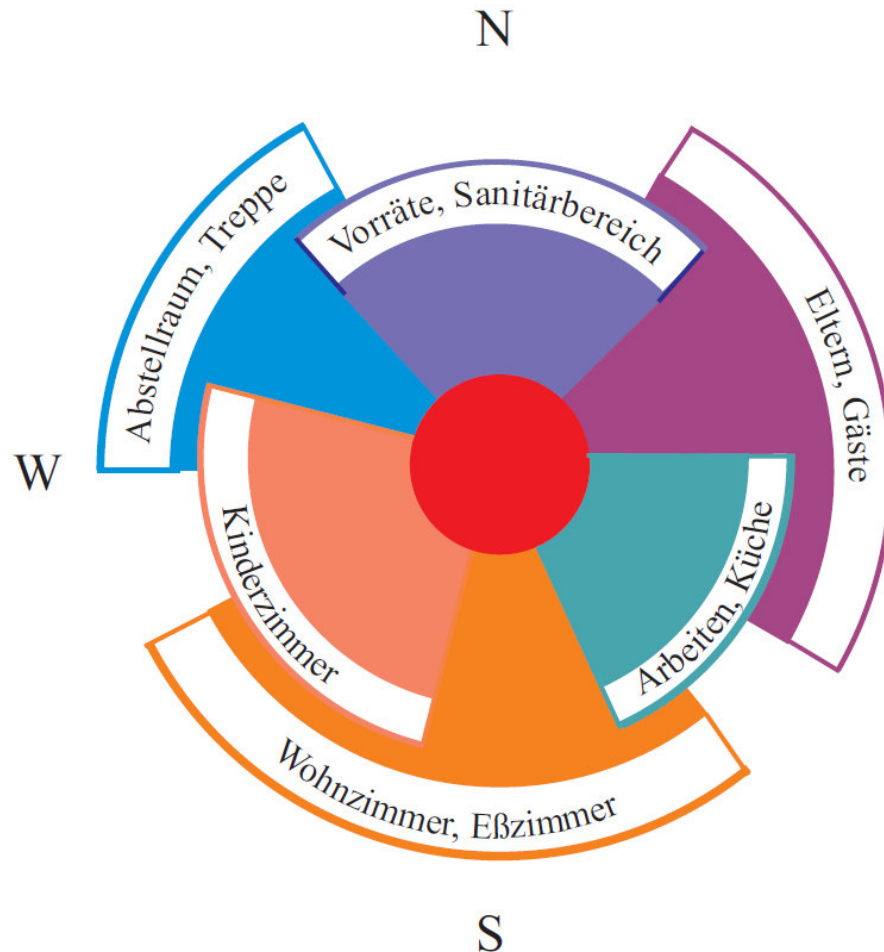 N
Abstellraum, Treppe
Vorräte, Sanitärbereich
Eltern, Gäste
W
Kinderzimmer
Arbeiten, Küche
Wohnzimmer, Eßzimmer
S